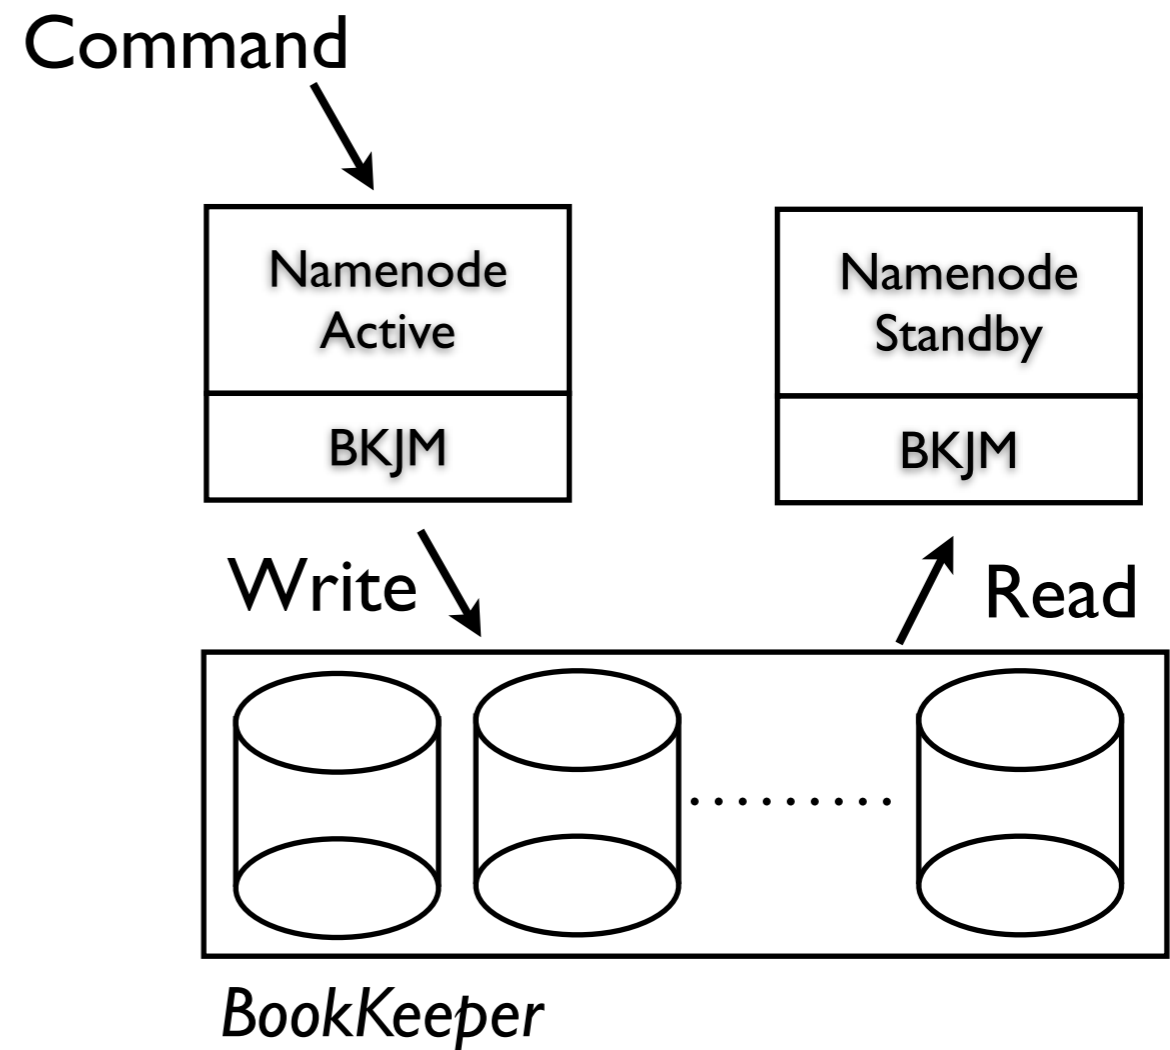 Command
Namenode
Active
BKJM
Namenode
Standby
BKJM
Write
Read
BookKeeper